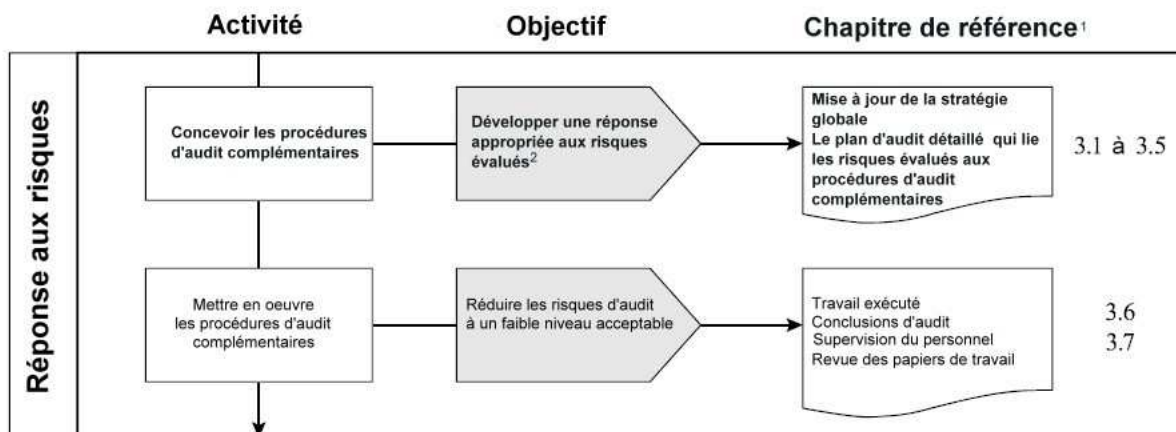 Activité
Objectif
Chapitre de référence 1
Réponse aux risques
Concevoir les procédures
d'audit complémentaires
Développer une réponse
appropriée aux risques
évalués2
Mise à jour de la stratégie
globale
Le plan d'audit détaillé qui lie
les risques évalués aux
procédures d'audit
complémentaires
3.1 à 3.5
Mettre en oeuvre
les procédures d'audit
complémentaires
Réduire les risques d'audit
à un faible niveau acceptable
Travail exécuté
Conclusions d'audit
Supervision du personnel
Revue des papiers de travail
3.6
3.7